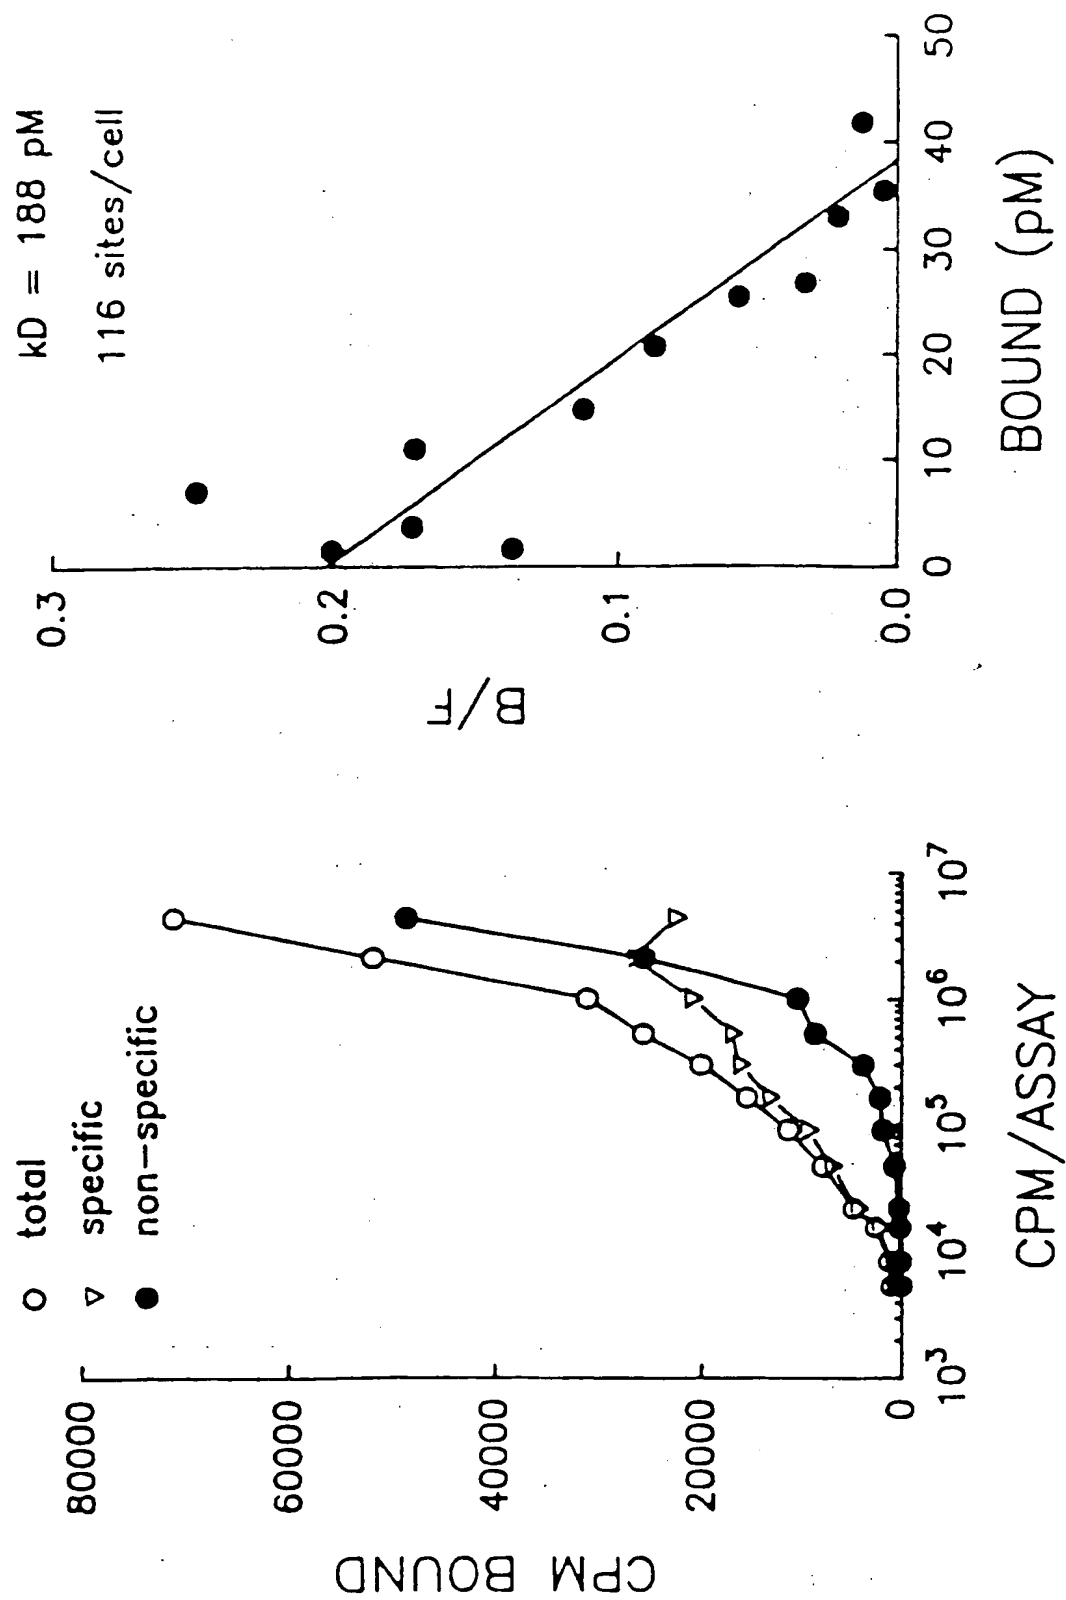 ○ total
▽ specific
● non-specific
80000
60000
40000
20000
0
CPM BOUND
10³ 10⁴ 10⁵ 10⁶ 10⁷
CPM/ASSAY
kD = 188 pM
116 sites/cell
0.3
0.2
0.1
0.0
B/F
0 10 20 30 40 50
BOUND (pM)